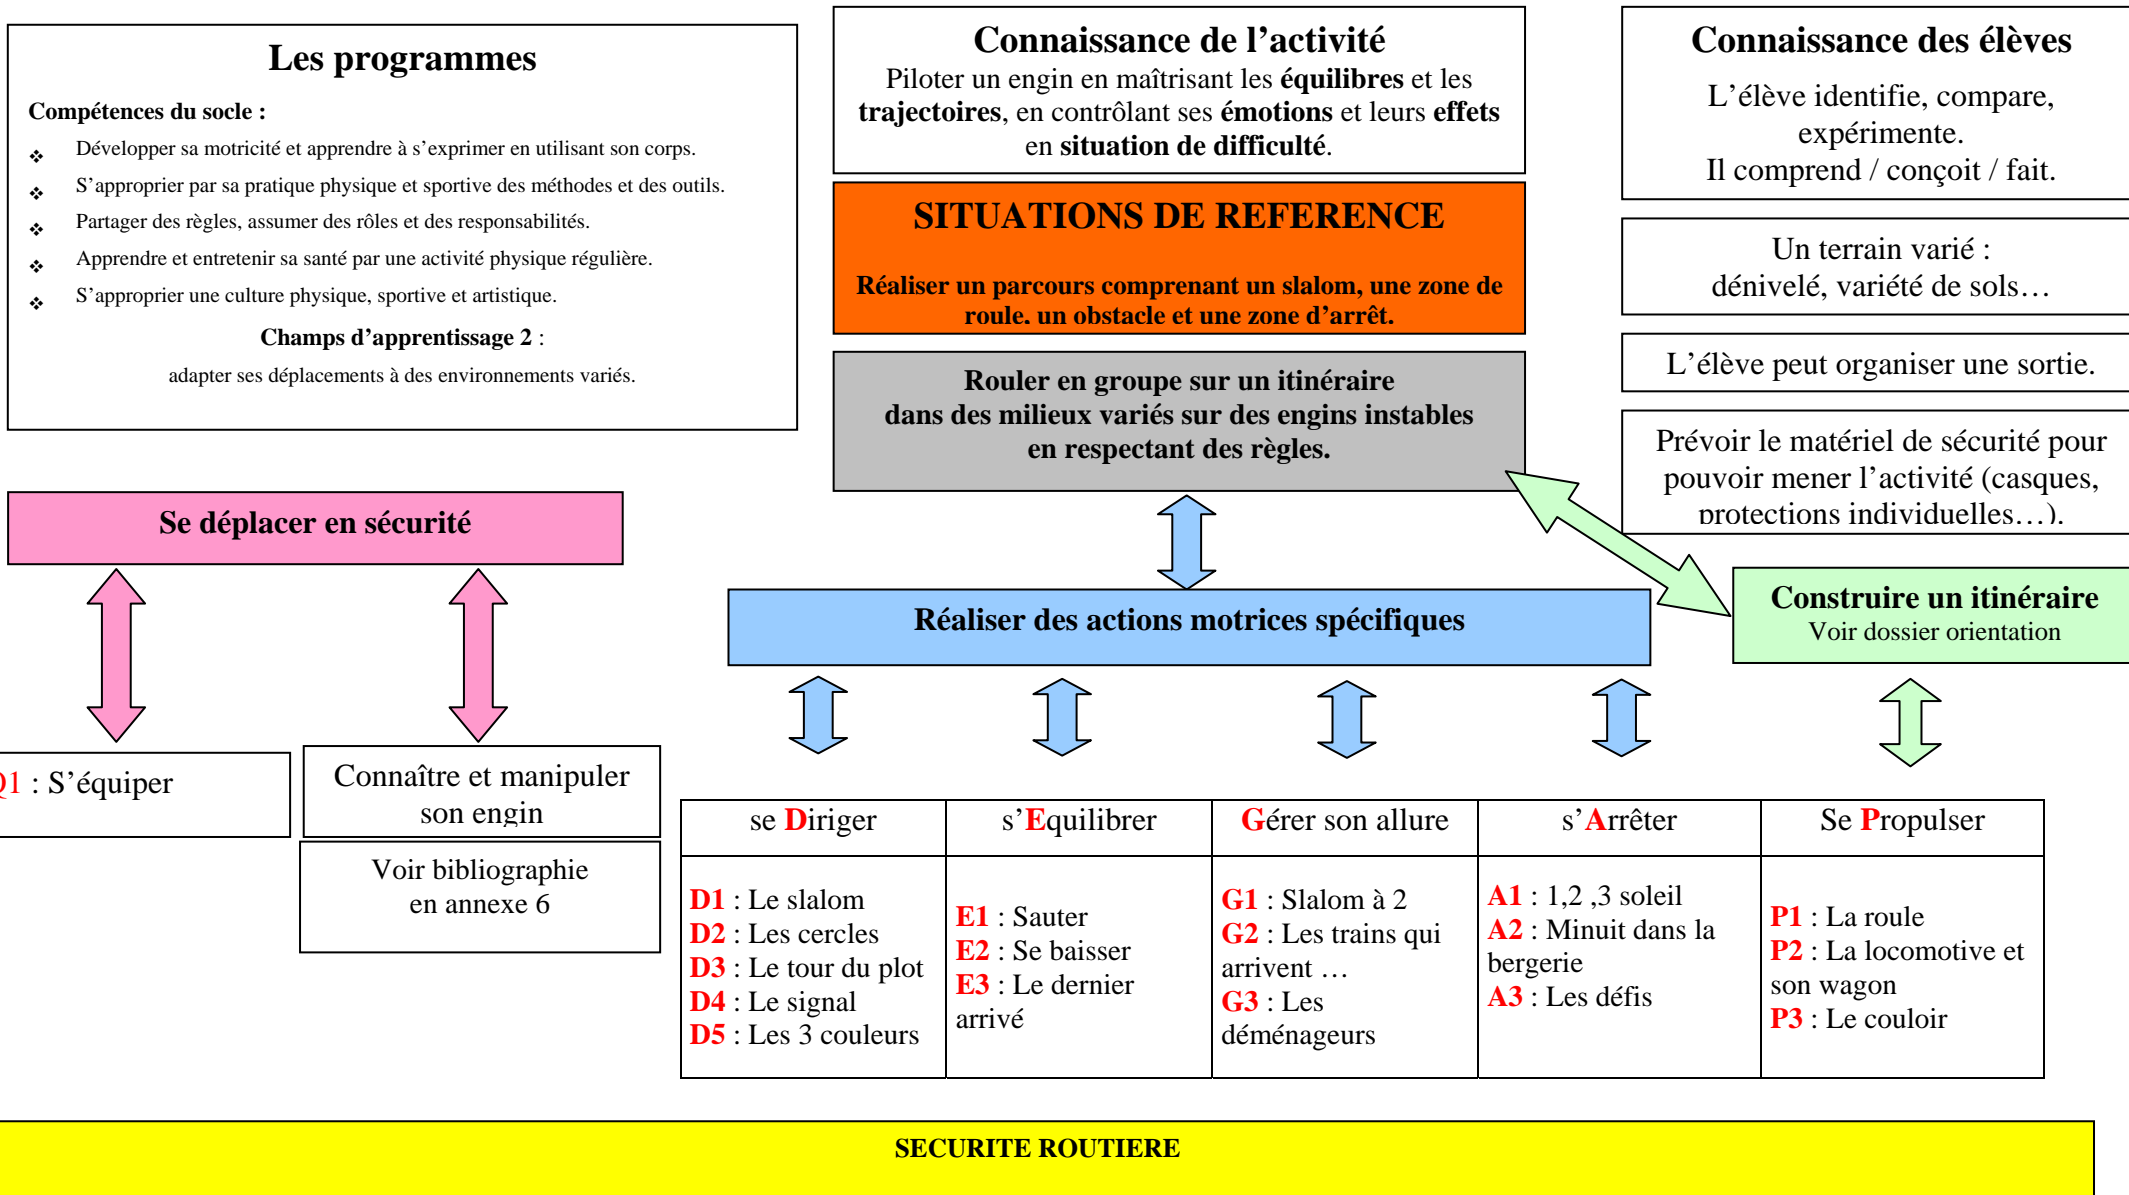 Les programmes
Compétences du socle :
❖ Développer sa motricité et apprendre à s’exprimer en utilisant son corps.
❖ S’approprier par sa pratique physique et sportive des méthodes et des outils.
❖ Partager des règles, assumer des rôles et des responsabilités.
❖ Apprendre et entretenir sa santé par une activité physique régulière.
❖ S’approprier une culture physique, sportive et artistique.
Champs d’apprentissage 2 :
adapter ses déplacements à des environnements variés.
Connaissance de l’activité
Piloter un engin en maîtrisant les équilibres et les
trajectoires, en contrôlant ses émotions et leurs effets
en situation de difficulté.
SITUATIONS DE REFERENCE
Réaliser un parcours comprenant un slalom, une zone de
roule, un obstacle et une zone d’arrêt.
Rouler en groupe sur un itinéraire
dans des milieux variés sur des engins instables
en respectant des règles.
Connaissance des élèves
L’élève identifie, compare,
expérimente.
Il comprend / conçoit / fait.
Un terrain varié :
dénivelé, variété de sols…
L’élève peut organiser une sortie.
Prévoir le matériel de sécurité pour
pouvoir mener l’activité (casques,
protections individuelles…).
Se déplacer en sécurité
Réaliser des actions motrices spécifiques
Construire un itinéraire
Voir dossier orientation
Q1 : S’équiper
Connaître et manipuler
son engin
Voir bibliographie
en annexe 6
se Diriger
D1 : Le slalom
D2 : Les cercles
D3 : Le tour du plot
D4 : Le signal
D5 : Les 3 couleurs
s’Equilibrer
E1 : Sauter
E2 : Se baisser
E3 : Le dernier
arrivé
Gérer son allure
G1 : Slalom à 2
G2 : Les trains qui
arrivent …
G3 : Les
déménageurs
s’Arrêter
A1 : 1,2 ,3 soleil
A2 : Minuit dans la
bergerie
A3 : Les défis
Se Propulser
P1 : La roule
P2 : La locomotive et
son wagon
P3 : Le couloir
SECURITE ROUTIERE